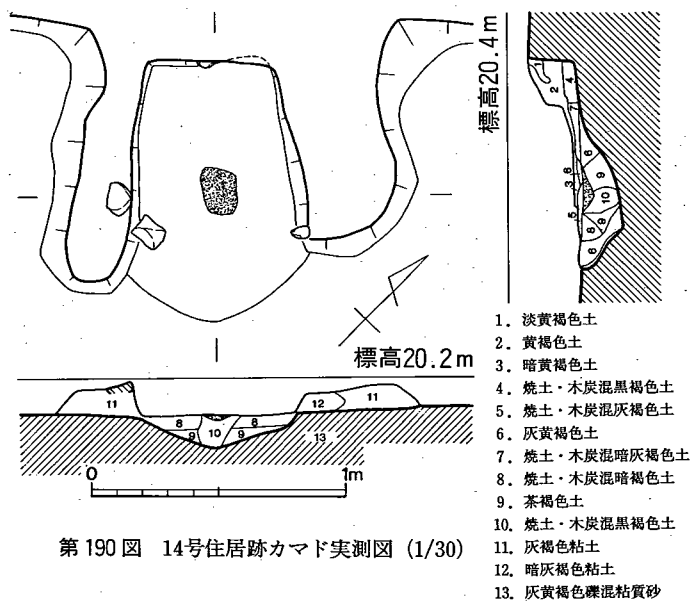 標高20.4m
1
2
4
7
6
9
8
3
10
5
8
9
6
標高20.2m
11
8
9
10
8
9
12
11
13
0
1m
第190図 14号住居跡カマド実測図 (1/30)
1. 淡黄褐色土
2. 黄褐色土
3. 暗黄褐色土
4. 焼土・木炭混黒褐色土
5. 焼土・木炭混灰褐色土
6. 灰黄褐色土
7. 焼土・木炭混暗灰褐色土
8. 焼土・木炭混暗褐色土
9. 茶褐色土
10. 焼土・木炭混黒褐色土
11. 灰褐色粘土
12. 暗灰褐色粘土
13. 灰黄褐色礫混粘質砂